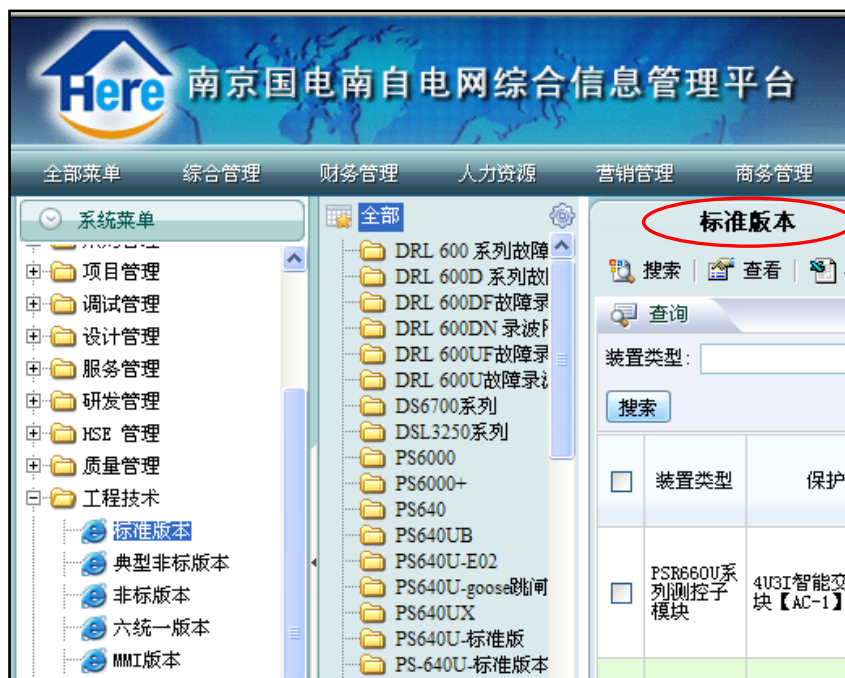 Here
南京国电南自电网综合信息管理平台
全部菜单 综合管理 财务管理 人力资源 营销管理 商务管理
系统菜单
项目管理
调试管理
设计管理
服务管理
研发管理
HSE 管理
质量管理
工程技术
标准版本
典型非标版本
非标版本
六统一版本
MMI版本
全部
DRL 600 系列故障
DRL 600D 系列故
DRL 600DF故障录
DRL 600DN 录波
DRL 600UF故障录
DRL 600U故障录
DS6700系列
DSL3250系列
PS6000
PS6000+
PS640
PS640UB
PS640U-E02
PS640U-goose跳闸
PS640UX
PS640U-标准版
PS-640U-标准版本
标准版本
搜索 查看
查询
装置类型:
搜索
装置类型 保护
PSR660U系列测控子模块
4U3I智能交
块【AC-1】